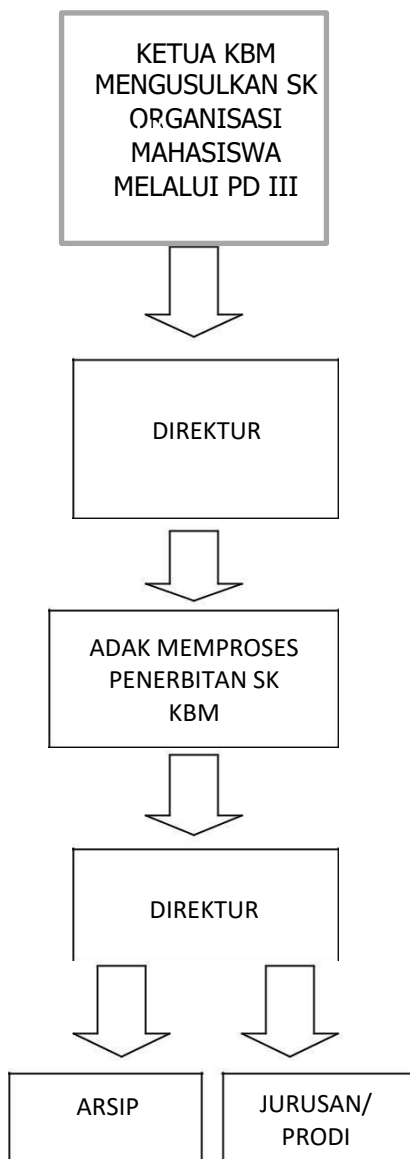 KETUA KBM
MENGUSULKAN SK
ORGANISASI
MAHASISWA
MELALUI PD III
DIREKTUR
ADAK MEMPROSES
PENERBITAN SK
KBM
DIREKTUR
ARSIP
JURUSAN/
PRODI